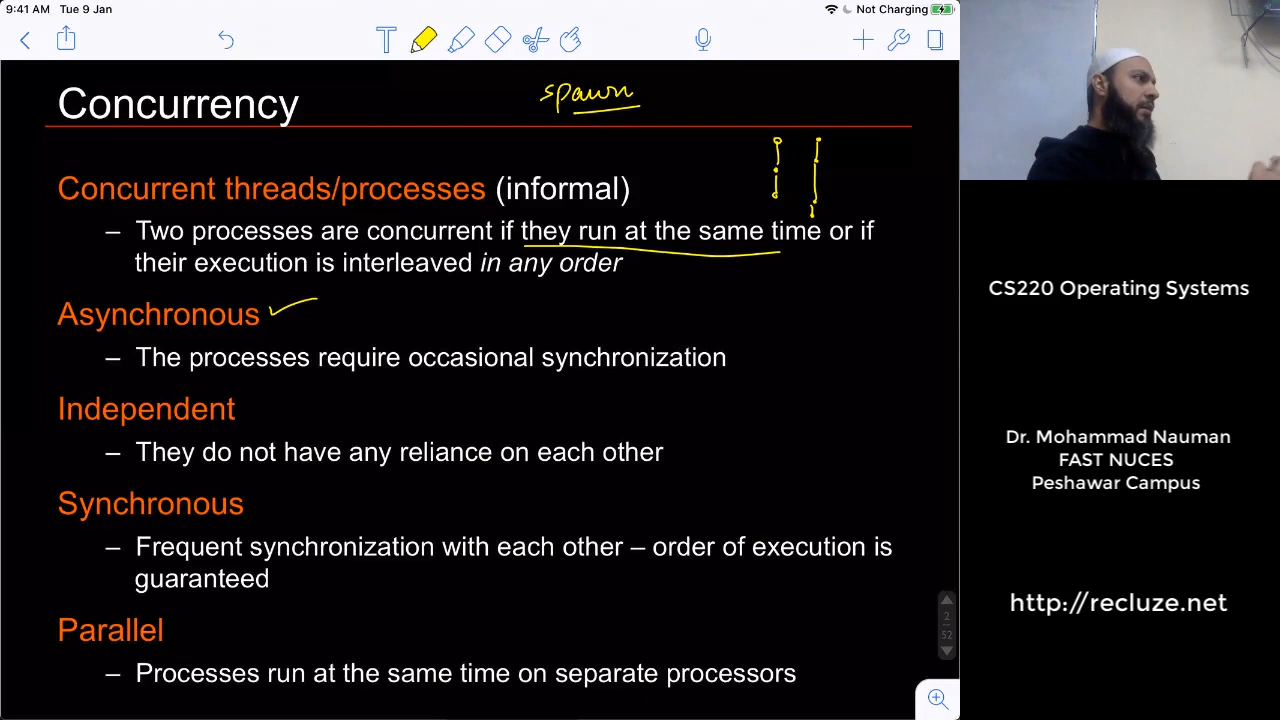 9:41 AM Tue 9 Jan
Not Charging
T
Concurrency
spawn
Concurrent threads/processes (informal)
– Two processes are concurrent if they run at the same time or if
their execution is interleaved in any order
Asynchronous
– The processes require occasional synchronization
Independent
– They do not have any reliance on each other
Synchronous
– Frequent synchronization with each other – order of execution is
guaranteed
Parallel
– Processes run at the same time on separate processors
2
52
CS220 Operating Systems
Dr. Mohammad Nauman
FAST NUCES
Peshawar Campus
http://recluze.net